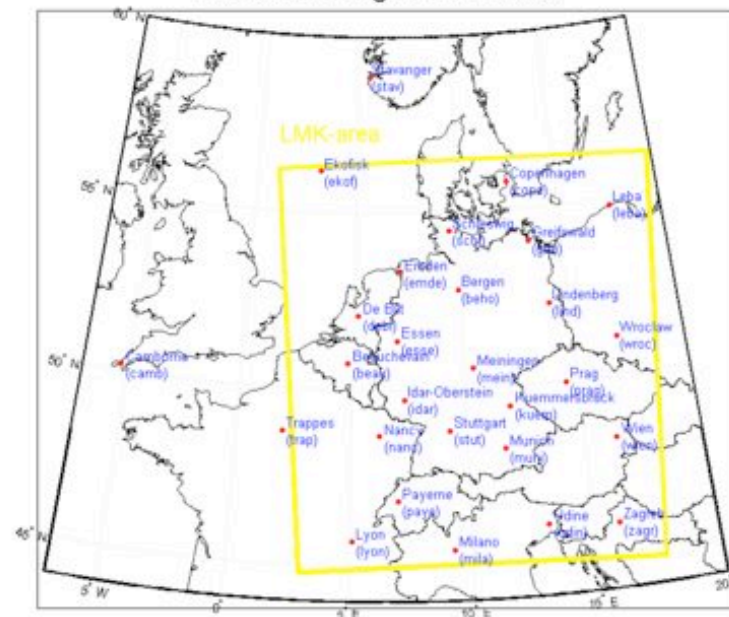 60° N
Stavanger
(stav)
LMK-area
Ekofisk
(ekof)
Copenhagen
(cope)
55° N
Leba
(leba)
Schleswig
(schl)
Greifswald
Emden
(emde)
Bergen
(beho)
Lindenberg
(lind)
De Bilt
(debi)
Essen
(esse)
Wroclaw
(wroc)
50° N
Camborne
(camb)
Beauvechain
(beau)
Meiningen
(mein)
Prag
(prag)
Idar-Oberstein
(idar)
Kuemmersbruck
(kuem)
Trappes
(trap)
Nancy
(nanc)
Stuttgart
(stut)
Wien
(wien)
Munich
(muni)
Payerne
(paye)
45° N
Lyon
(lyon)
Milano
(mila)
Udine
(udin)
Zagreb
(zagr)
5° W
0°
5° E
10° E
15° E
20